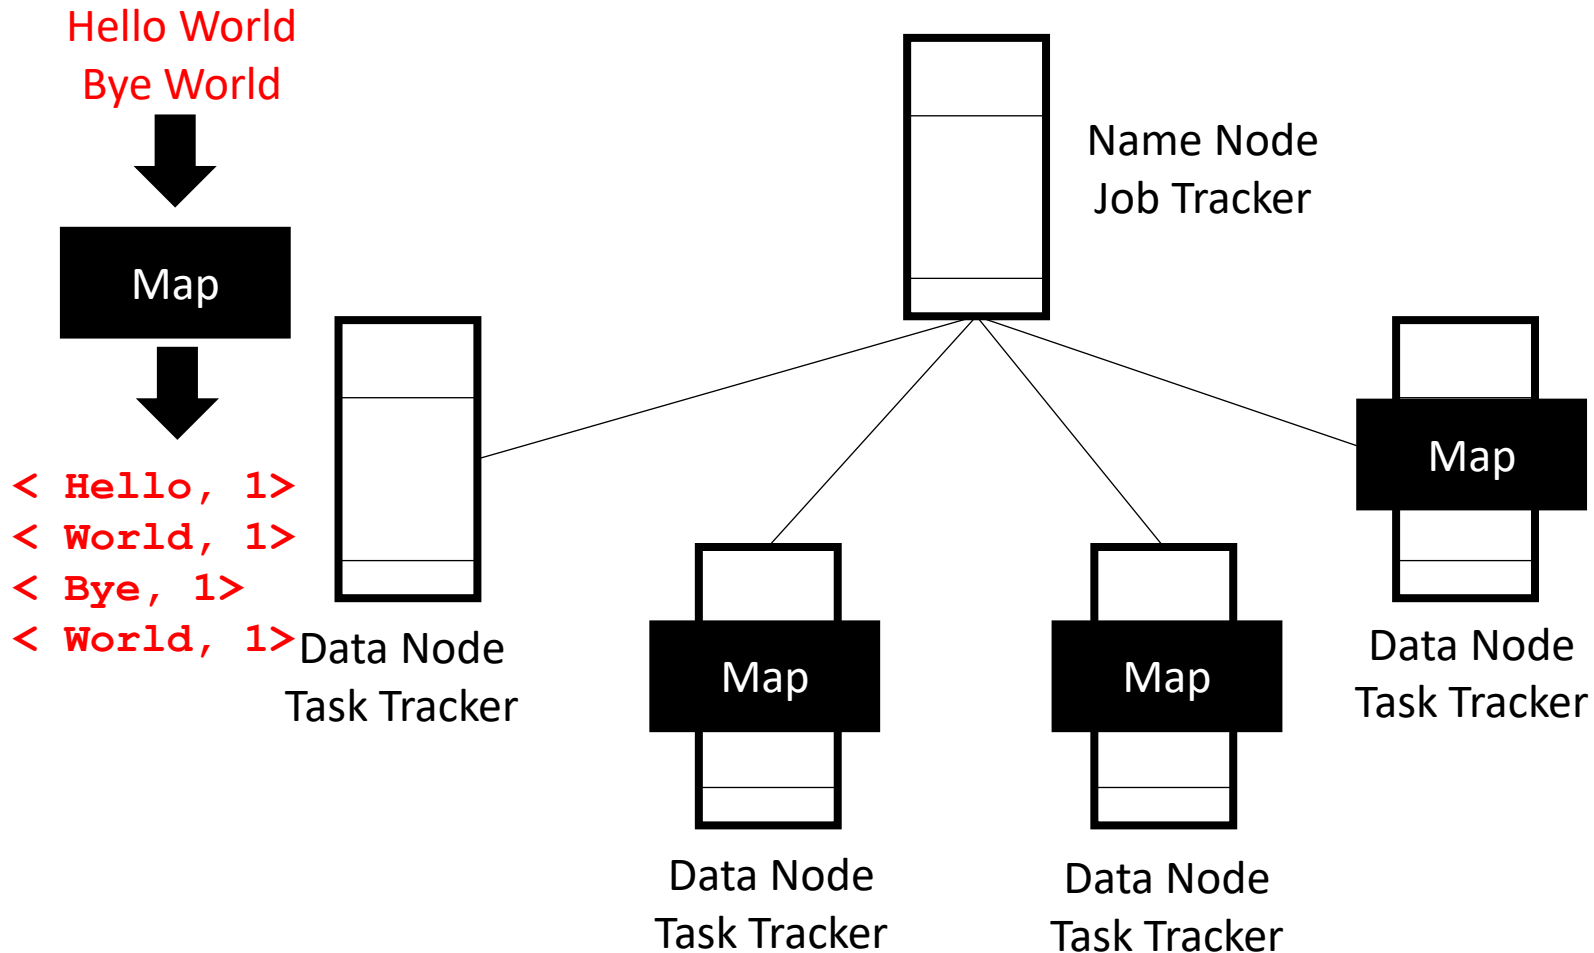 Hello World
Bye World
Map
< Hello, 1>
< World, 1>
< Bye, 1>
< World, 1>
Name Node
Job Tracker
Data Node
Task Tracker
Map
Data Node
Task Tracker
Map
Data Node
Task Tracker
Map
Data Node
Task Tracker